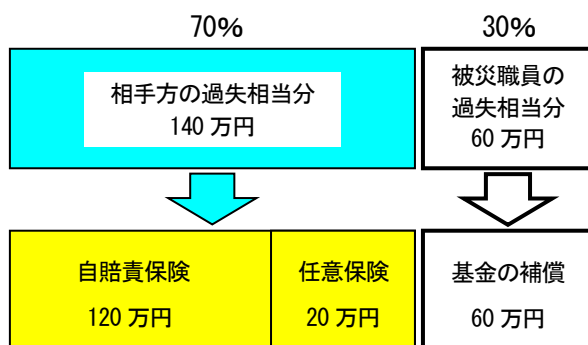 70%
30%
相手方の過失相当分
140 万円
被災職員の
過失相当分
60 万円
自賠責保険
120 万円
任意保険
20 万円
基金の補償
60 万円